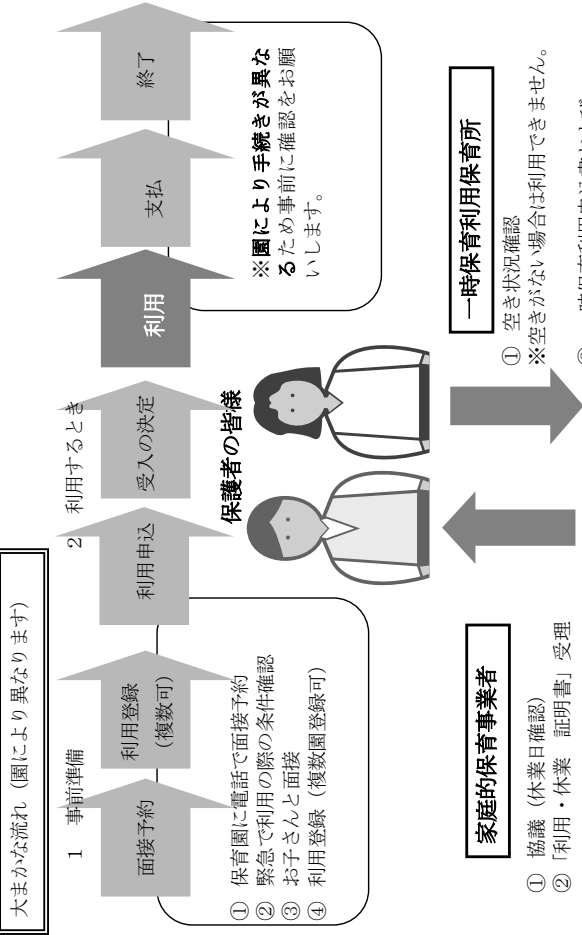 大まかな流れ（園により異なります）
1　事前準備
2　利用するとき
面接予約
利用登録
（複数可）
利用申込
受入の決定
利用
支払
終了
① 保育園に電話で面接予約
② 緊急で利用の際の条件確認
③ お子さんと面接
④ 利用登録（複数園登録可）
保護者の皆様
※園により手続きが異な
るため事前に確認をお願
いします。
家庭的保育事業者
① 協議（休業日確認）
② 「利用・休業　証明書」受理
一時保育利用保育所
① 空き状況確認
※空きがない場合は利用できません。